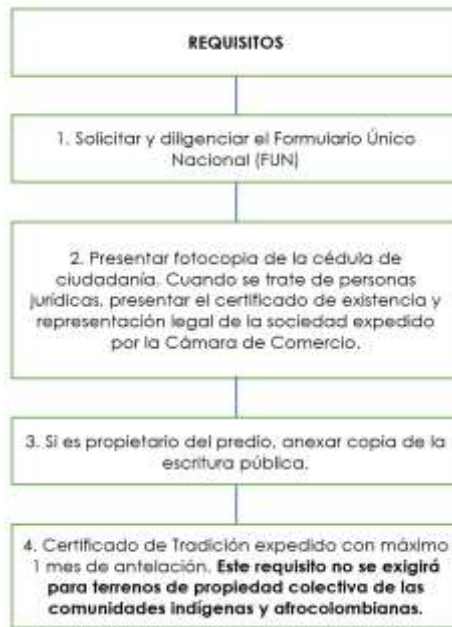 REQUISITOS
1. Solicitar y diligenciar el Formulario Único
Nacional (FUN)
2. Presentar fotocopia de la cédula de
ciudadanía. Cuando se trate de personas
jurídicas, presentar el certificado de existencia y
representación legal de la sociedad expedido
por la Cámara de Comercio.
3. Si es propietario del predio, anexar copia de la
escritura pública.
4. Certificado de Tradición expedido con máximo
1 mes de antelación. Este requisito no se exigirá
para terrenos de propiedad colectiva de las
comunidades indígenas y afrocolombianas.